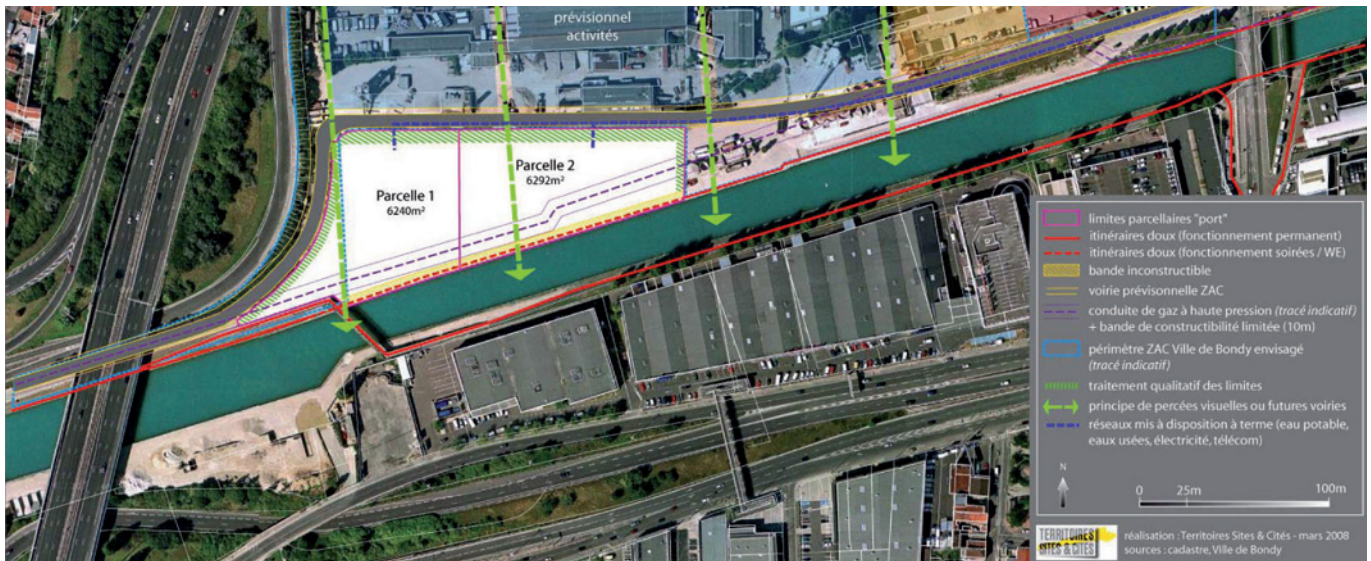 prévisionnel
activités
Parcelle 2
6292m²
Parcelle 1
6240m²
limites parcellaires "port"
itinéraires doux (fonctionnement permanent)
itinéraires doux (fonctionnement soirées / WE)
bande inconstructible
voirie prévisonnelle ZAC
conduite de gaz à haute pression (tracé indicatif)
+ bande de constructibilité limitée (10m)
périmètre ZAC Ville de Bondy envisagé
(tracé indicatif)
traitement qualitatif des limites
principe de percées visuelles ou futures voiries
réseaux mis à disposition à terme (eau potable,
eaux usées, électricité, télécom)
N
0 25m 100m
TERRITOIRES
SITES & CITÉS
réalisation : Territoires Sites & Cités - mars 2008
sources : cadastre, Ville de Bondy